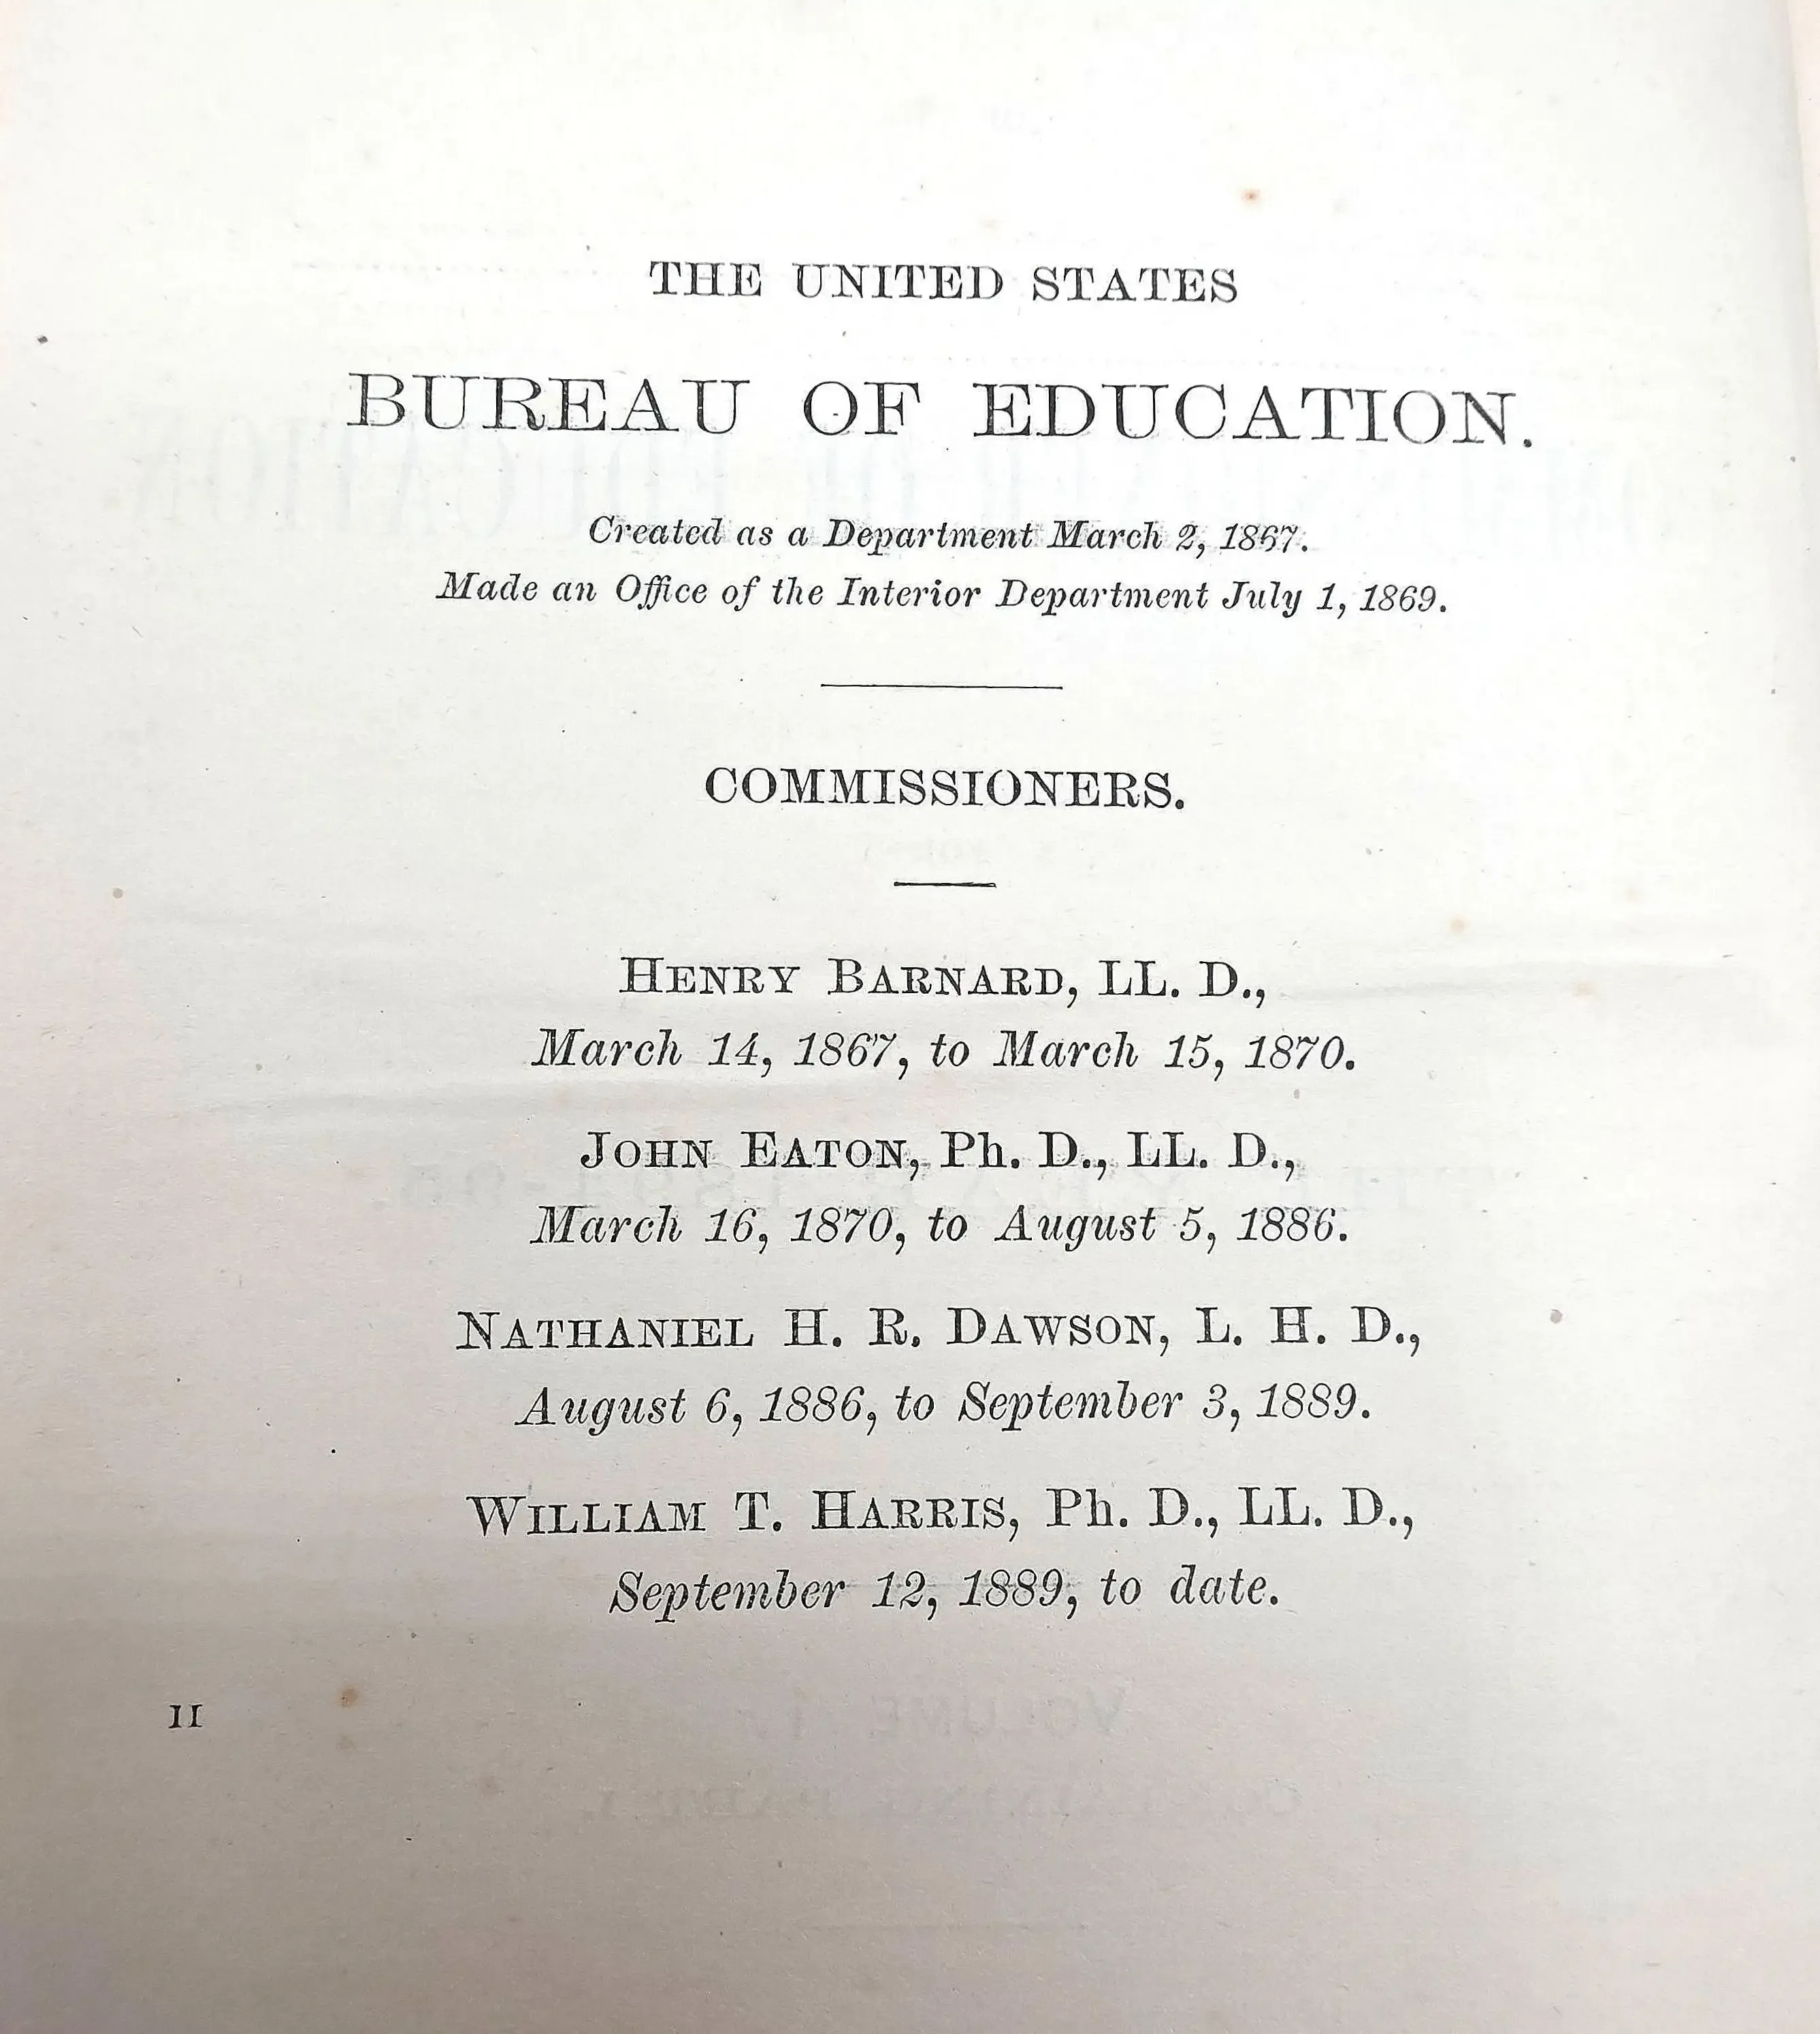 THE UNITED STATES
BUREAU OF EDUCATION.
Created as a Department March 2, 1867.
Made an Office of the Interior Department July 1, 1869.
COMMISSIONERS.
HENRY BARNARD, LL. D.,
March 14, 1867, to March 15, 1870.
JOHN EATON, Ph. D., LL. D.,
March 16, 1870, to August 5, 1886.
NATHANIEL H. R. DAWSON, L. H. D.,
August 6, 1886, to September 3, 1889.
WILLIAM T. HARRIS, Ph. D., LL. D.,
September 12, 1889, to date.
II